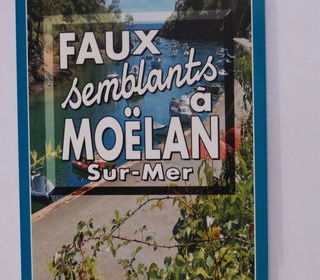 FAUX
semblants
à
MOËLAN
Sur-Mer